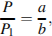 P/P₁ = a/b,